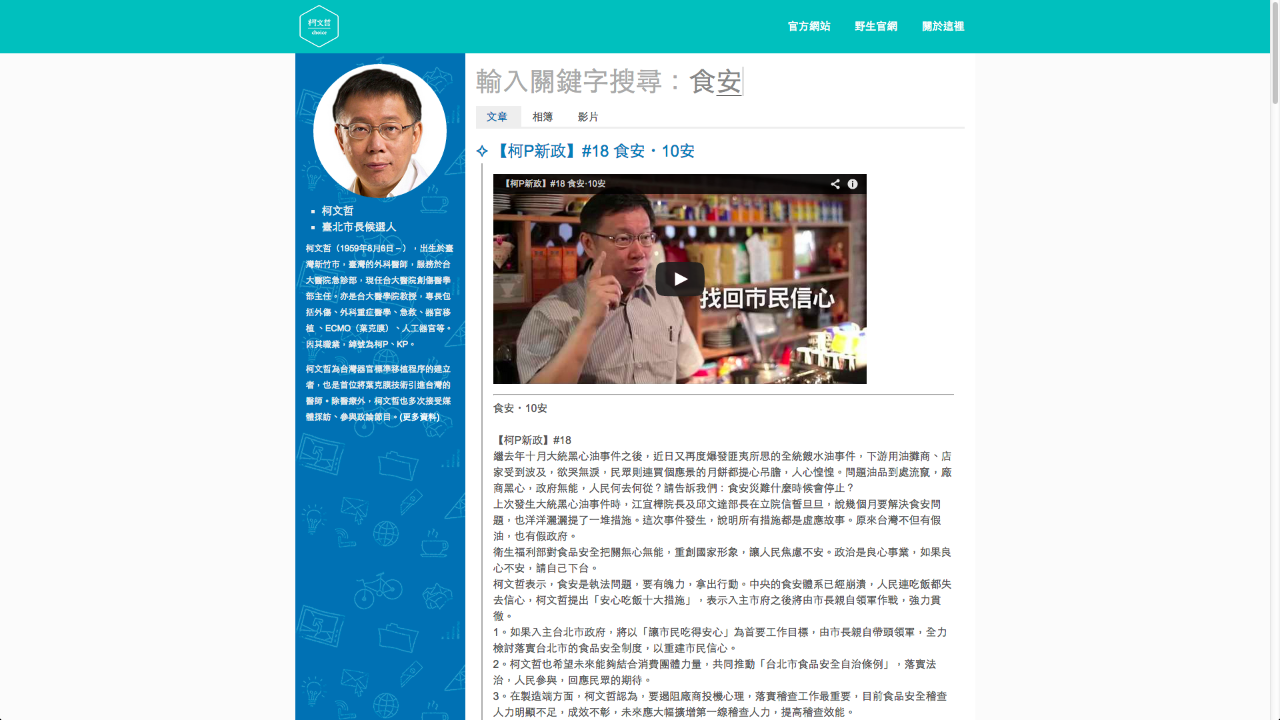 柯文哲
choice
官方網站
野生官網
關於這裡
柯文哲
臺北市長候選人
柯文哲（1959年8月6日－），出生於臺
灣新竹市，臺灣的外科醫師，服務於台
大醫院急診部，現任台大醫院創傷醫學
部主任。亦是台大醫學院教授，專長包
括外傷、外科重症醫學、急救、器官移
植 、ECMO（葉克膜）、人工器官等。
因其職業，綽號為柯P、KP。
柯文哲為台灣器官標準移植程序的建立
者，也是首位將葉克膜技術引進台灣的
醫師。除醫療外，柯文哲也多次接受媒
體採訪、參與政論節目。(更多資料)
輸入關鍵字搜尋：食安
文章
相簿
影片
【柯P新政】#18 食安・10安
【柯P新政】#18 食安·10安
找回市民信心
食安・10安
【柯P新政】#18
繼去年十月大統黑心油事件之後，近日又再度爆發匪夷所思的全統餿水油事件，下游用油攤商、店
家受到波及，欲哭無淚，民眾則連買個應景的月餅都提心吊膽，人心惶惶。問題油品到處流竄，廠
商黑心，政府無能，人民何去何從？請告訴我們：食安災難什麼時候會停止？
上次發生大統黑心油事件時，江宜樺院長及邱文達部長在立院信誓旦旦，說幾個月要解決食安問
題，也洋洋灑灑提了一堆措施。這次事件發生，說明所有措施都是虛應故事。原來台灣不但有假
油，也有假政府。
衛生福利部對食品安全把關無心無能，重創國家形象，讓人民焦慮不安。政治是良心事業，如果良
心不安，請自己下台。
柯文哲表示，食安是執法問題，要有魄力，拿出行動。中央的食安體系已經崩潰，人民連吃飯都失
去信心，柯文哲提出「安心吃飯十大措施」，表示入主市府之後將由市長親自領軍作戰，強力貫
徹。
1。如果入主台北市政府，將以「讓市民吃得安心」為首要工作目標，由市長親自帶頭領軍，全力
檢討落實台北市的食品安全制度，以重建市民信心。
2。柯文哲也希望未來能夠結合消費團體力量，共同推動「台北市食品安全自治條例」，落實法
治，人民參與，回應民眾的期待。
3。在製造端方面，柯文哲認為，要遏阻廠商投機心理，落實稽查工作最重要，目前食品安全稽查
人力明顯不足，成效不彰，未來應大幅擴增第一線稽查人力，提高稽查效能。